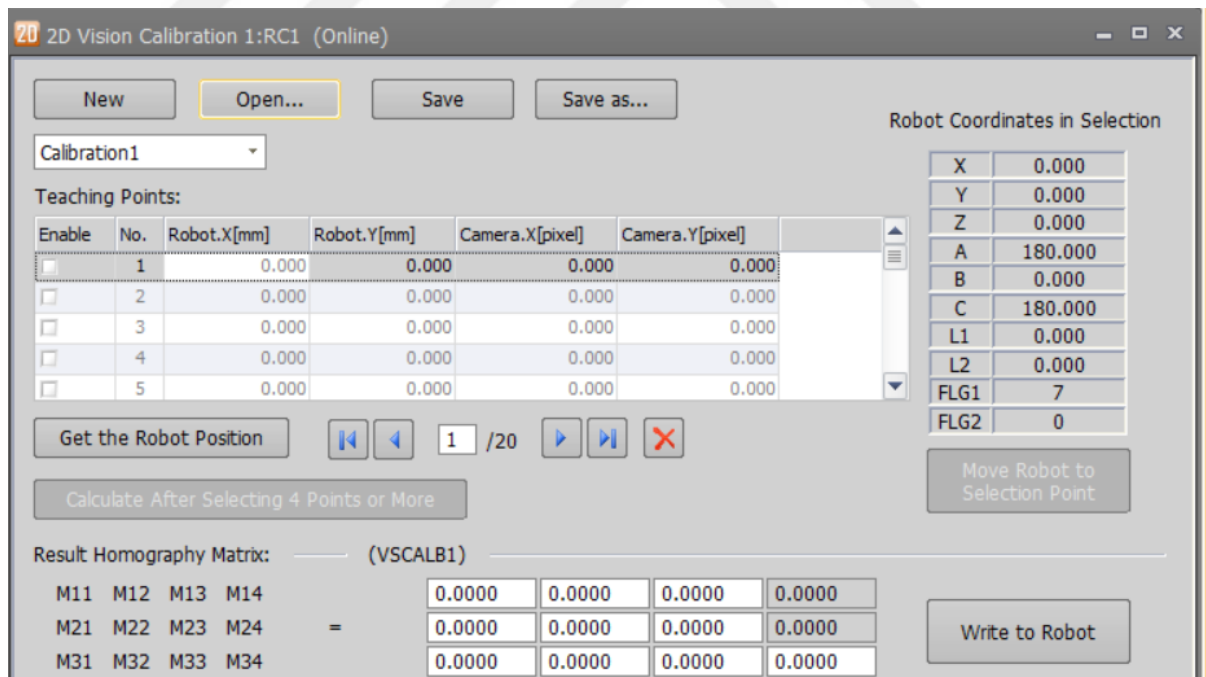 2D 2D Vision Calibration 1:RC1 (Online)
New Open... Save Save as...
Calibration1
Teaching Points:
Enable No. Robot.X[mm] Robot.Y[mm] Camera.X[pixel] Camera.Y[pixel]
1 0.000 0.000 0.000 0.000
2 0.000 0.000 0.000 0.000
3 0.000 0.000 0.000 0.000
4 0.000 0.000 0.000 0.000
5 0.000 0.000 0.000 0.000
Get the Robot Position 1 /20
Calculate After Selecting 4 Points or More
Robot Coordinates in Selection
X 0.000
Y 0.000
Z 0.000
A 180.000
B 0.000
C 180.000
L1 0.000
L2 0.000
FLG1 7
FLG2 0
Move Robot to
Selection Point
Result Homography Matrix: (VSCALB1)
M11 M12 M13 M14 0.0000 0.0000 0.0000 0.0000
M21 M22 M23 M24 = 0.0000 0.0000 0.0000 0.0000
M31 M32 M33 M34 0.0000 0.0000 0.0000 0.0000
Write to Robot